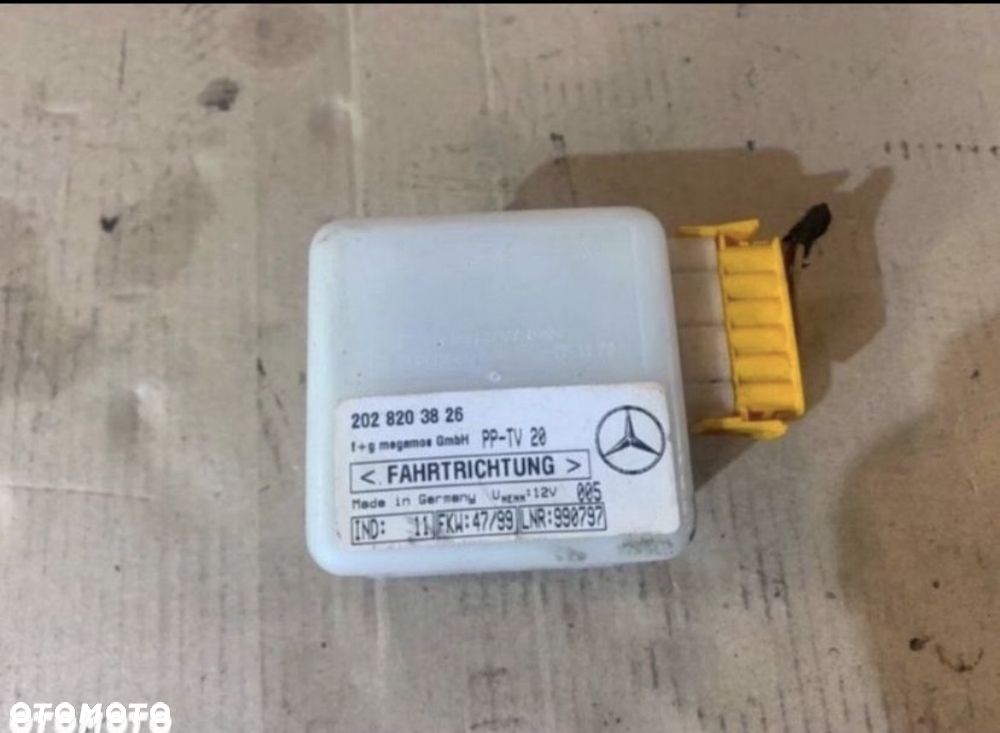 202 820 38 26
f+g megamos GmbH PP-TV 20
< FAHRTRICHTUNG >
Made in Germany UNENN:12V 005
IND: 11 FKW:47/99 LNR:990797
OTOMOTO